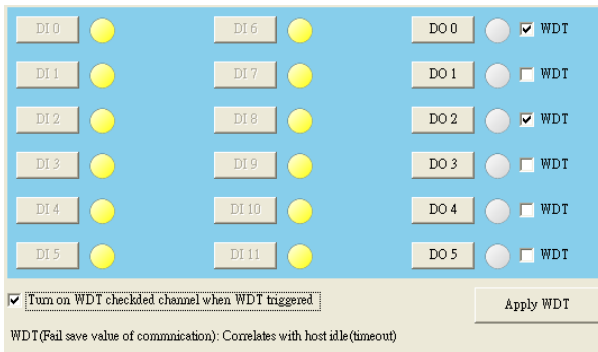 DI 0 DI 6 DO 0 WDT
DI 1 DI 7 DO 1 WDT
DI 2 DI 8 DO 2 WDT
DI 3 DI 9 DO 3 WDT
DI 4 DI 10 DO 4 WDT
DI 5 DI 11 DO 5 WDT
Turn on WDT checkded channel when WDT triggered
Apply WDT
WDT(Fail save value of commnication): Correlates with host idle(timeout)